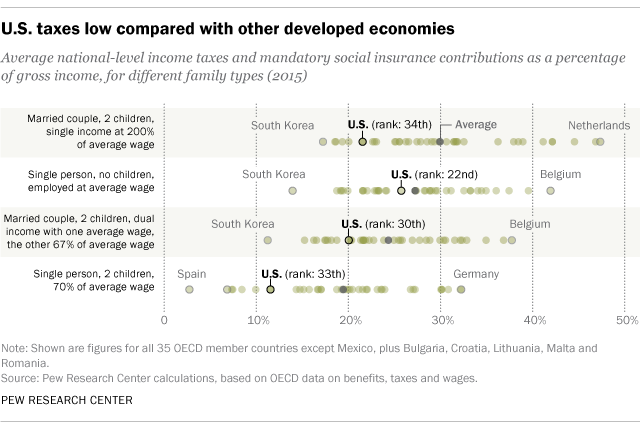 U.S. taxes low compared with other developed economies
Average national-level income taxes and mandatory social insurance contributions as a percentage
of gross income, for different family types (2015)
Married couple, 2 children,
single income at 200%
of average wage
South Korea
U.S. (rank: 34th)
Average
Netherlands
Single person, no children,
employed at average wage
South Korea
U.S. (rank: 22nd)
Belgium
Married couple, 2 children, dual
income with one average wage,
the other 67% of average wage
South Korea
U.S. (rank: 30th)
Belgium
Single person, 2 children,
70% of average wage
Spain
U.S. (rank: 33th)
Germany
0 10% 20% 30% 40% 50%
Note: Shown are figures for all 35 OECD member countries except Mexico, plus Bulgaria, Croatia, Lithuania, Malta and
Romania.
Source: Pew Research Center calculations, based on OECD data on benefits, taxes and wages.
PEW RESEARCH CENTER